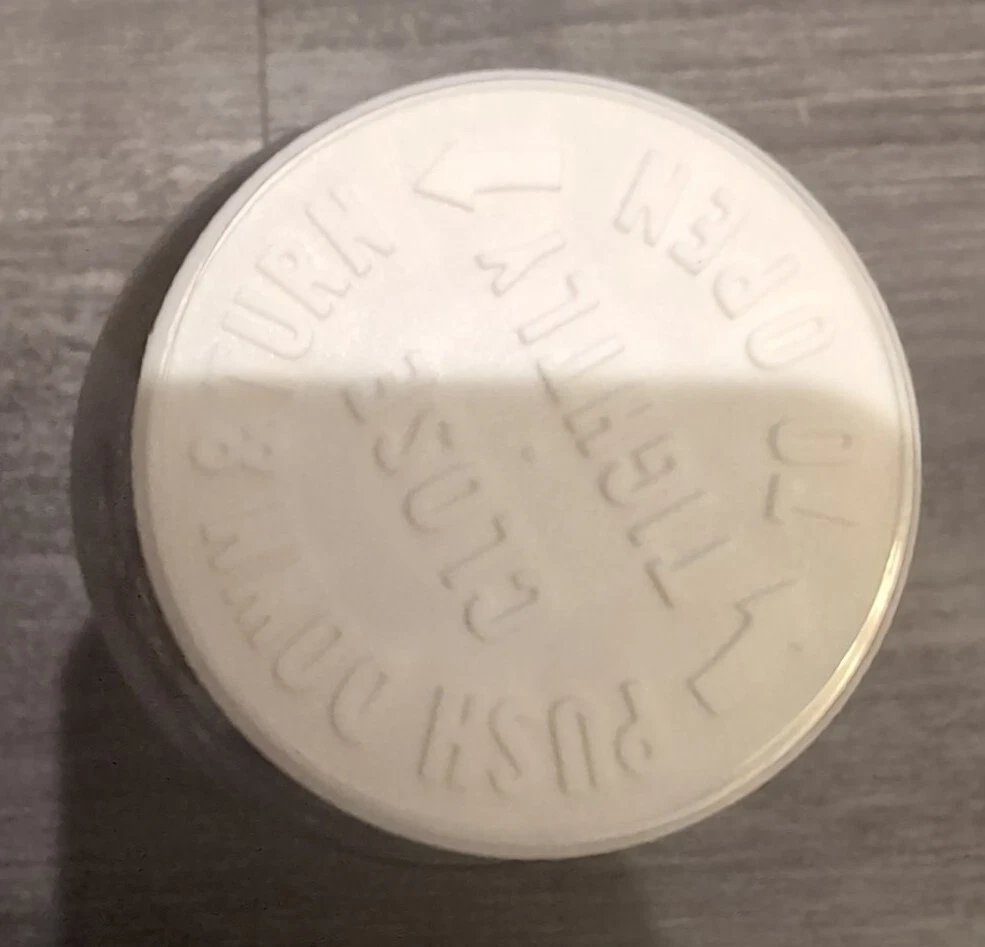 CLOSE
TIGHTLY
PUSH DOWN & TURN
TO OPEN